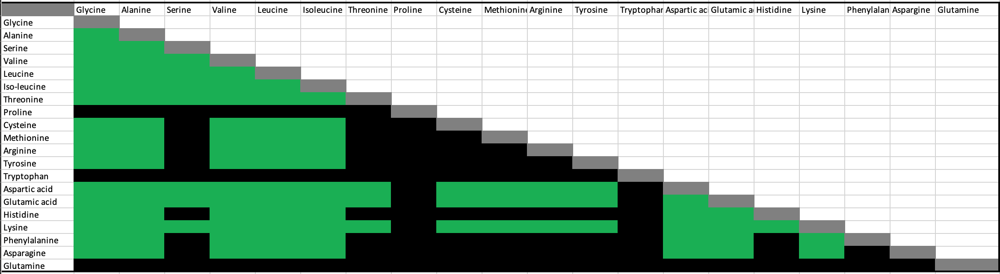 Glycine Alanine Serine Valine Leucine Isoleucine Threonine Proline Cysteine Methionine Arginine Tyrosine Tryptophan Aspartic aci Glutamic a Histidine Lysine Phenylalan Aspargine Glutamine
Glycine
Alanine
Serine
Valine
Leucine
Iso-leucine
Threonine
Proline
Cysteine
Methionine
Arginine
Tyrosine
Tryptophan
Aspartic acid
Glutamic acid
Histidine
Lysine
Phenylalanine
Asparagine
Glutamine